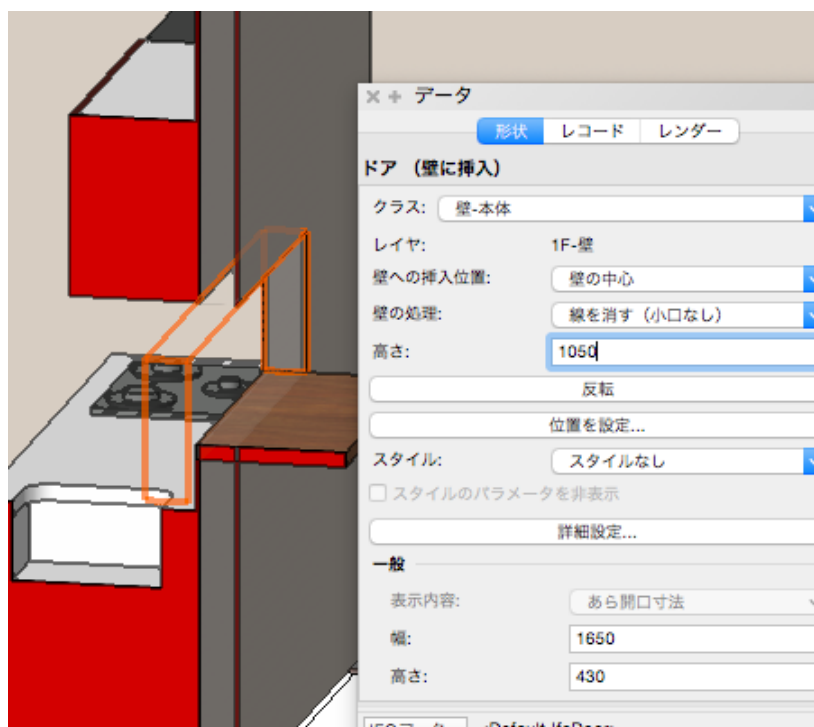 データ
形状 レコード レンダー
ドア （壁に挿入）
クラス: 壁-本体
レイヤ: 1F-壁
壁への挿入位置: 壁の中心
壁の処理: 線を消す（小口なし）
高さ: 1050
反転
位置を設定...
スタイル: スタイルなし
スタイルのパラメータを非表示
詳細設定...
一般
表示内容: あら開口寸法
幅: 1650
高さ: 430